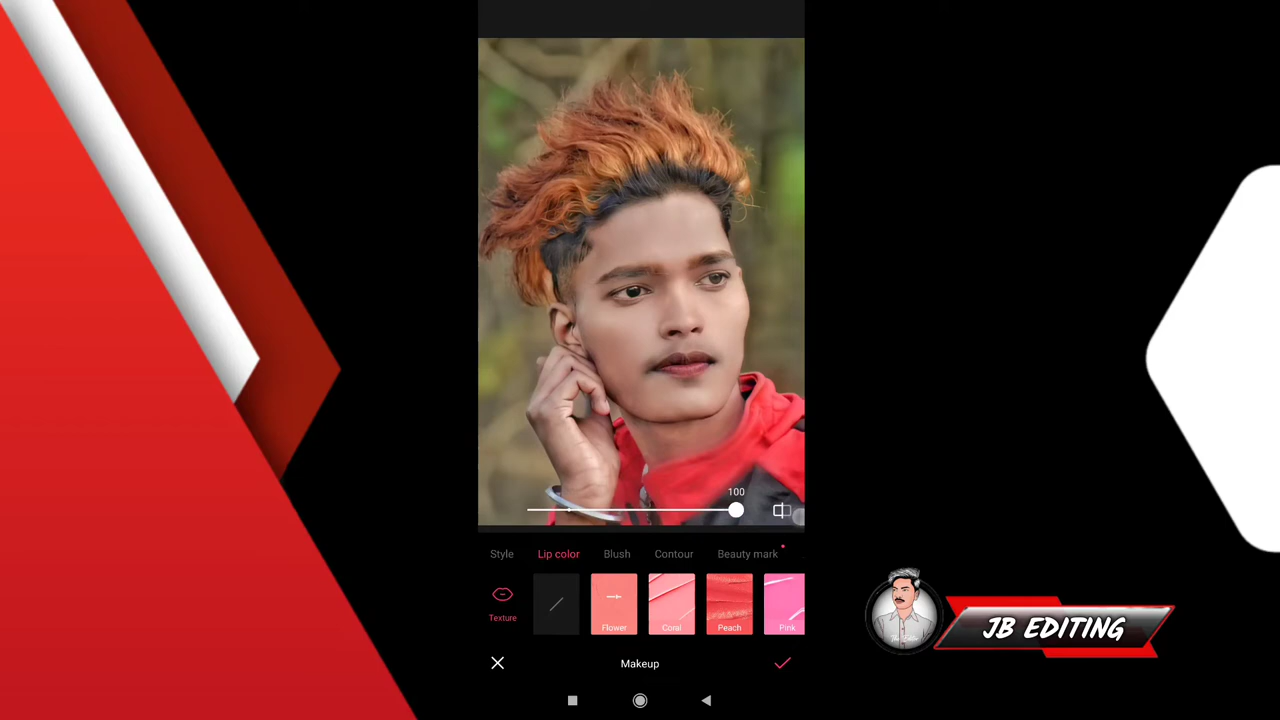 100
Style Lip color Blush Contour Beauty mark
Texture Flower Coral Peach Pink
Makeup
JB EDITING